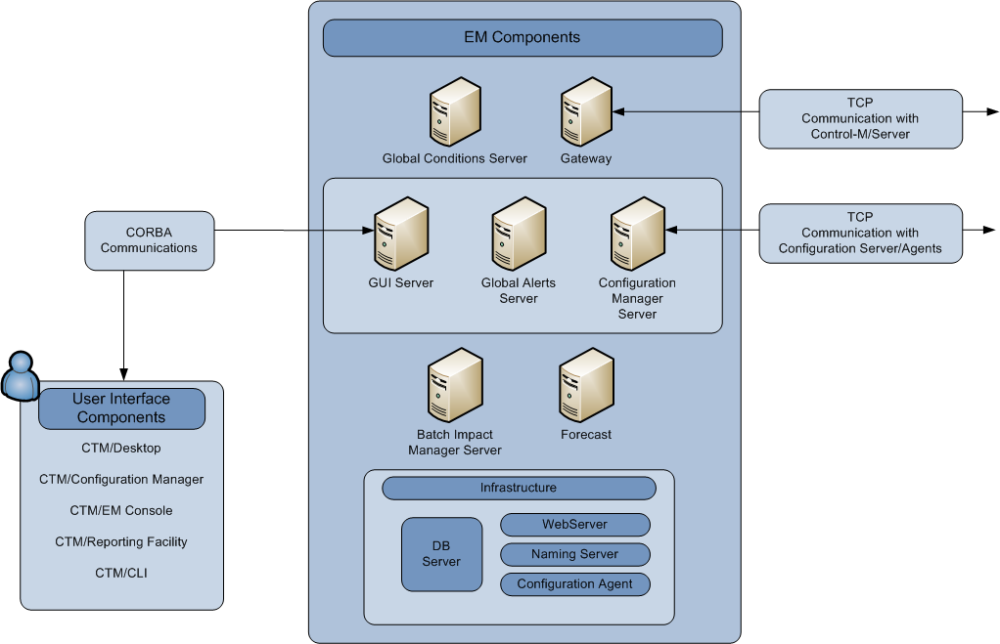 EM Components
Global Conditions Server
Gateway
TCP
Communication with
Control-M/Server
CORBA
Communications
GUI Server
Global Alerts
Server
Configuration
Manager
Server
TCP
Communication with
Configuration Server/Agents
User Interface
Components
CTM/Desktop
CTM/Configuration Manager
CTM/EM Console
CTM/Reporting Facility
CTM/CLI
Batch Impact
Manager Server
Forecast
Infrastructure
DB
Server
WebServer
Naming Server
Configuration Agent